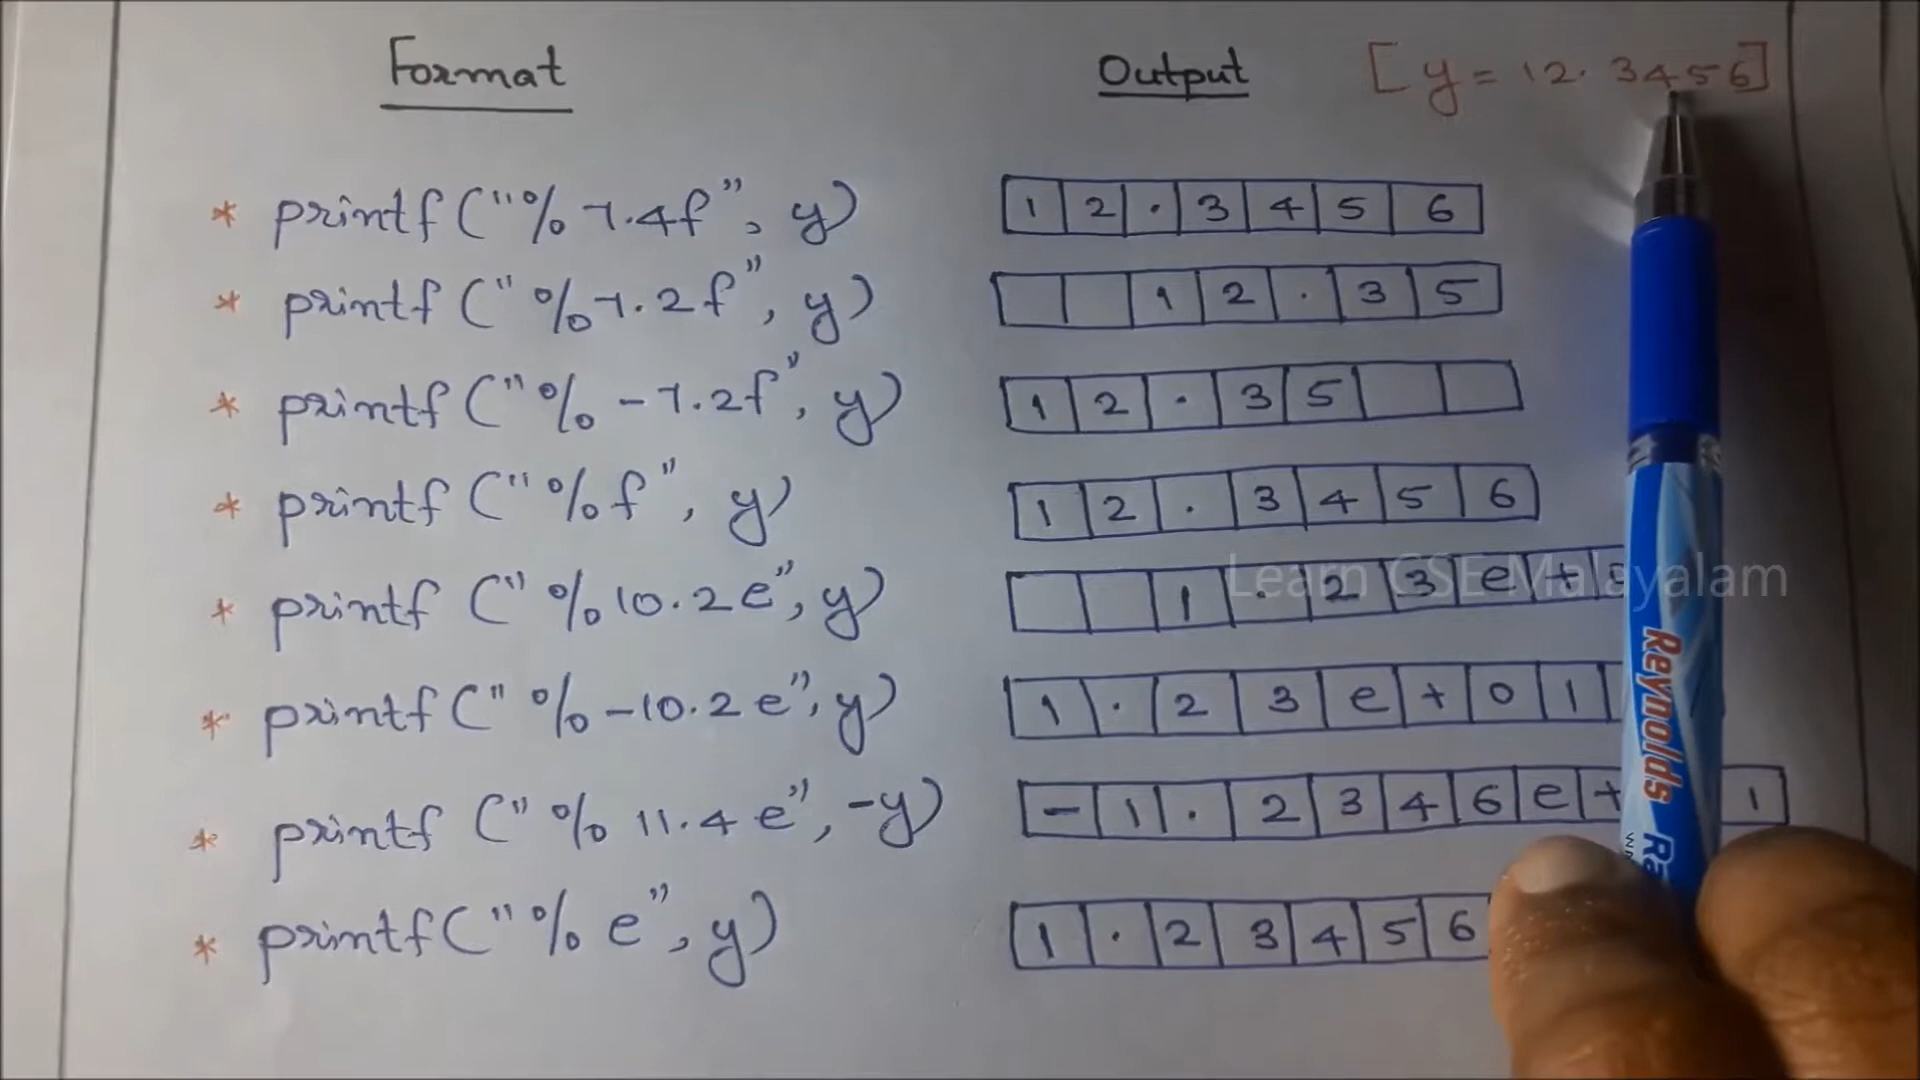 Format Output [y = 12.3456]
* printf ("%7.4f", y) 1 2 . 3 4 5 6
* printf ("%7.2f", y) 1 2 . 3 5
* printf ("%-7.2f", y) 1 2 . 3 5
* printf ("%f", y) 1 2 . 3 4 5 6
* printf ("%10.2e", y) 1 . 2 3 e +
Learn CSE Malayalam
* printf ("%-10.2e", y) 1 . 2 3 e + 0 1
* printf ("%11.4e", -y) - 1 . 2 3 4 6 e + 1
* printf ("%e", y) 1 . 2 3 4 5 6
Reynolds